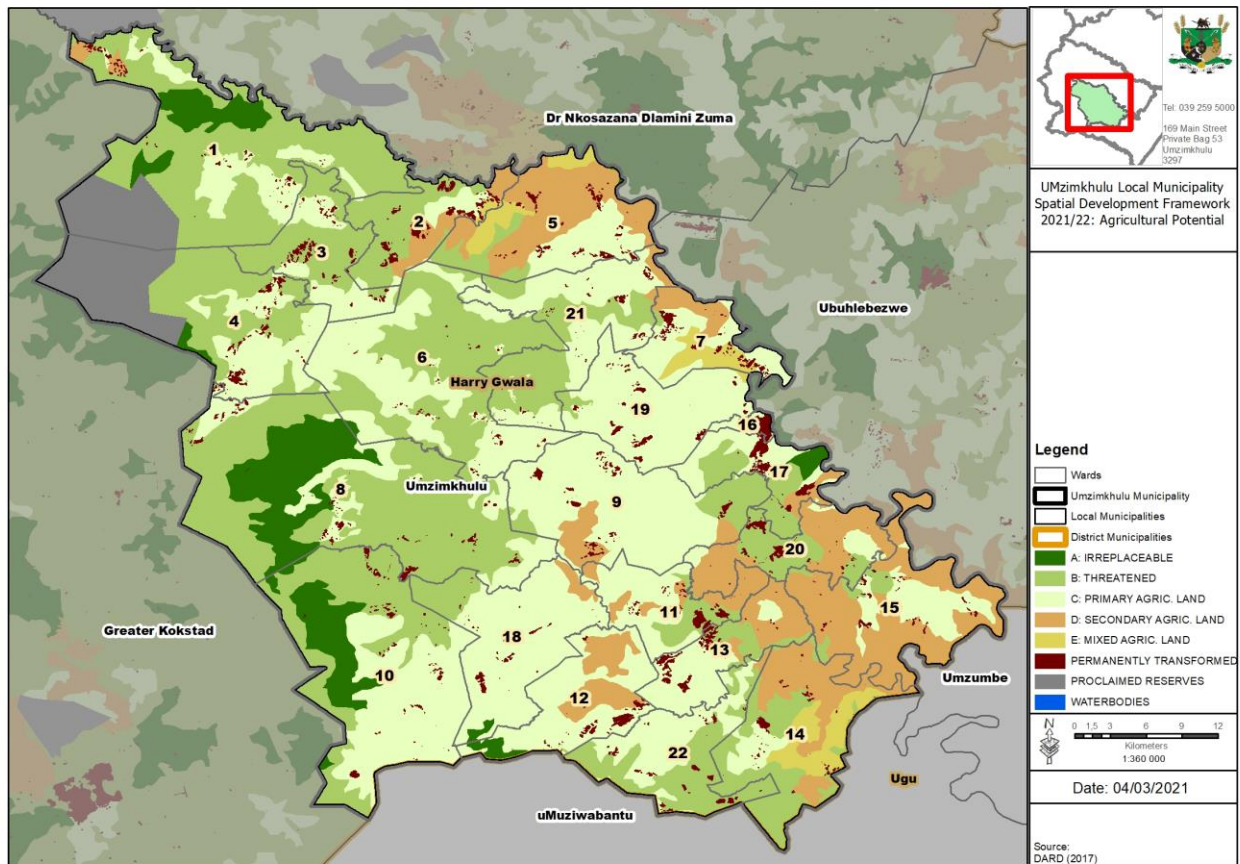 Dr Nkosazana Dlamini Zuma
1
2
5
3
4
21
Ubuhlebezwe
7
6
Harry Gwala
19
16
17
8
Umzimkhulu
9
20
15
11
Greater Kokstad
18
13
10
12
Umzumbe
14
22
Ugu
uMuziwabantu
Tel: 039 259 5000
169 Main Street
Private Bag 53
Umzimkhulu
3297
UMzimkhulu Local Municipality
Spatial Development Framework
2021/22: Agricultural Potential
Legend
Wards
Umzimkhulu Municipality
Local Municipalities
District Municipalities
A: IRREPLACEABLE
B: THREATENED
C: PRIMARY AGRIC. LAND
D: SECONDARY AGRIC. LAND
E: MIXED AGRIC. LAND
PERMANENTLY TRANSFORMED
PROCLAIMED RESERVES
WATERBODIES
N
0 1,5 3 6 9 12
Kilometers
1:360 000
Date: 04/03/2021
Source:
DARD (2017)